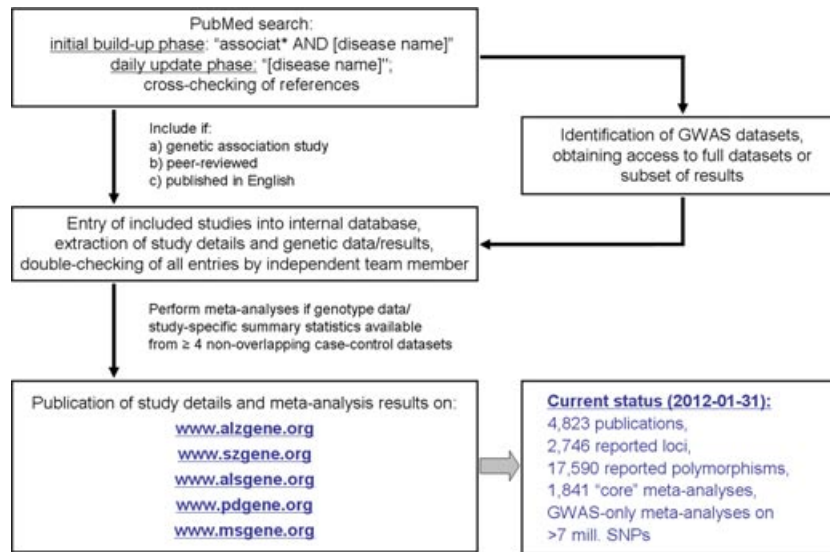 PubMed search:
initial build-up phase: “associat* AND [disease name]”
daily update phase: “[disease name]”;
cross-checking of references
Include if:
a) genetic association study
b) peer-reviewed
c) published in English
Identification of GWAS datasets,
obtaining access to full datasets or
subset of results
Entry of included studies into internal database,
extraction of study details and genetic data/results,
double-checking of all entries by independent team member
Perform meta-analyses if genotype data/
study-specific summary statistics available
from ≥ 4 non-overlapping case-control datasets
Publication of study details and meta-analysis results on:
www.alzgene.org
www.szgene.org
www.alsgene.org
www.pdgene.org
www.msgene.org
Current status (2012-01-31):
4,823 publications,
2,746 reported loci,
17,590 reported polymorphisms,
1,841 “core” meta-analyses,
GWAS-only meta-analyses on
>7 mill. SNPs